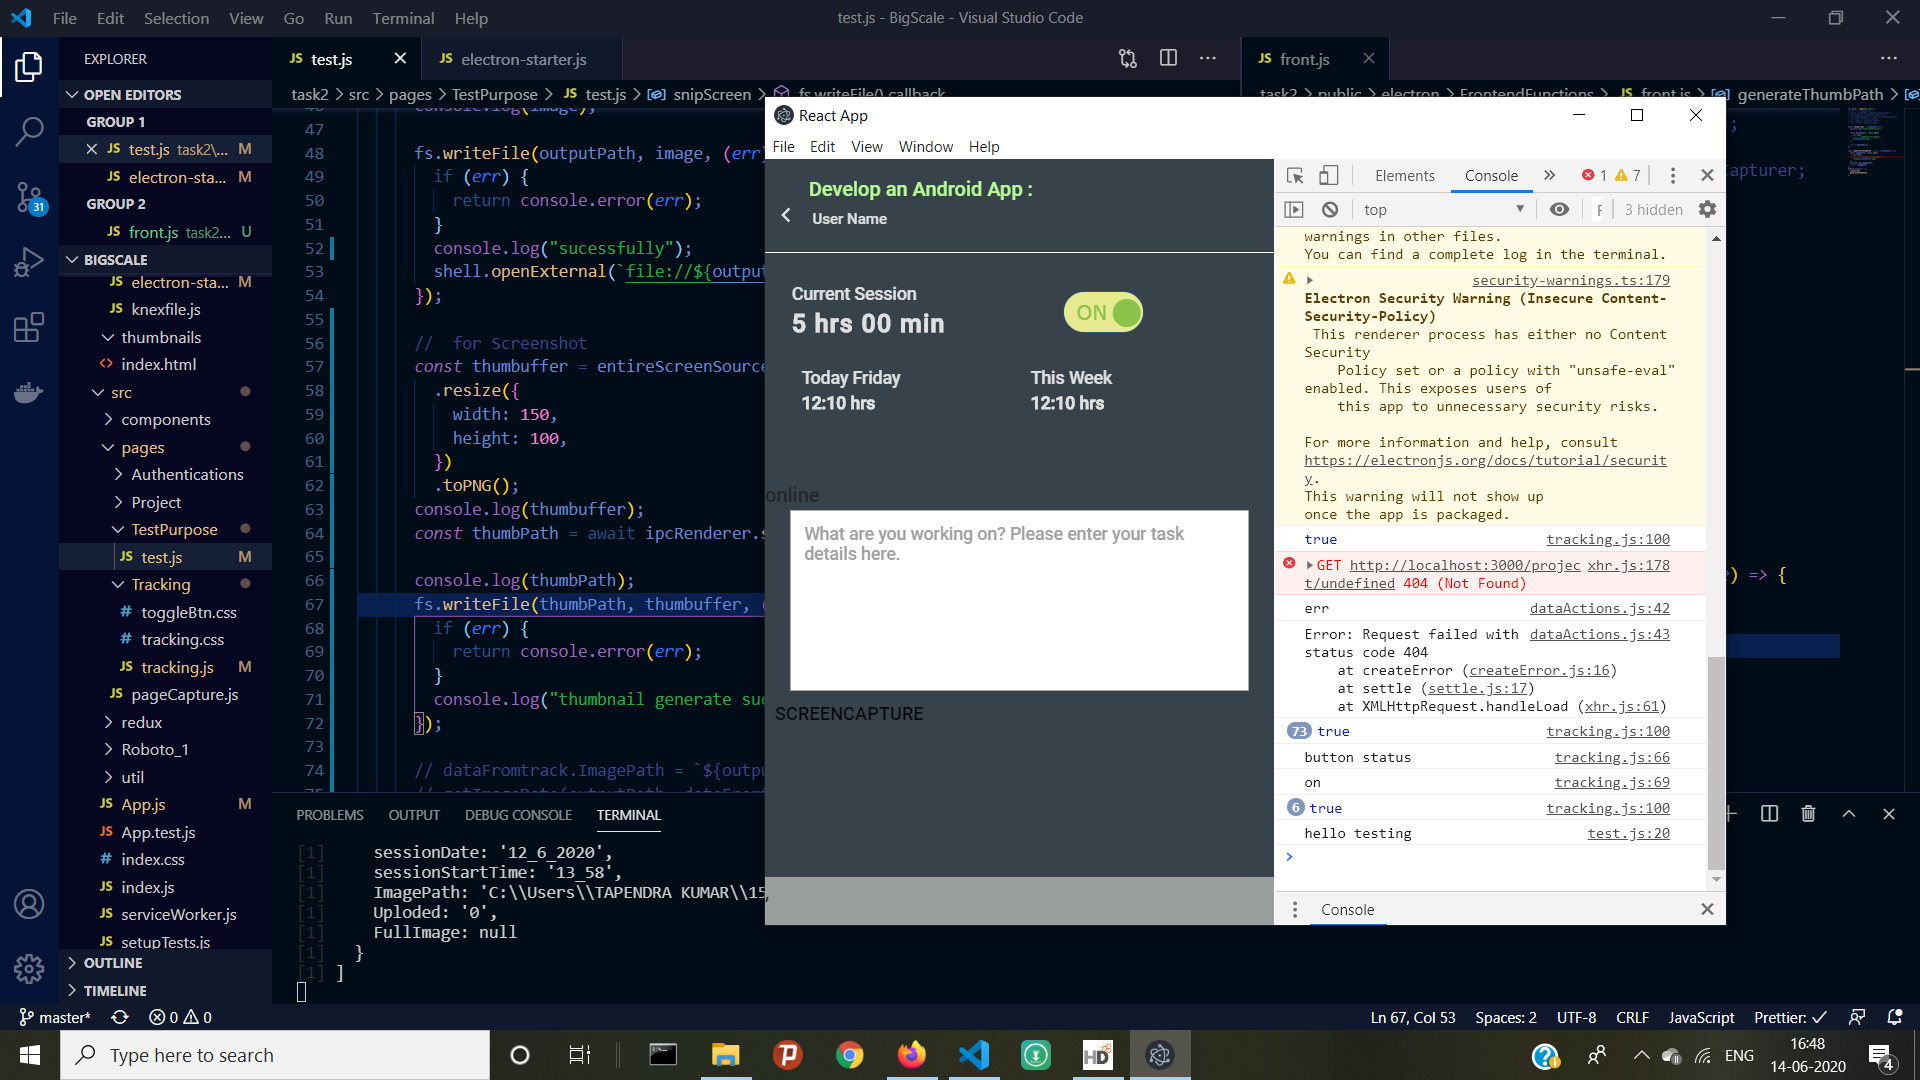 File Edit Selection View Go Run Terminal Help
test.js - BigScale - Visual Studio Code
EXPLORER
OPEN EDITORS
GROUP 1
JS test.js task2\... M
JS electron-sta... M
GROUP 2
JS front.js task2... U
BIGSCALE
JS electron-sta... M
JS knexfile.js
thumbnails
<> index.html
src
components
pages
Authentications
Project
TestPurpose
JS test.js M
Tracking
# toggleBtn.css
# tracking.css
JS tracking.js M
JS pageCapture.js
redux
Roboto_1
util
JS App.js M
JS App.test.js
# index.css
JS index.js
JS serviceWorker.js
JS setupTests.js
OUTLINE
TIMELINE
31
JS test.js
JS electron-starter.js
JS front.js
task2 > src > pages > TestPurpose > JS test.js > snipScreen > fs.writeFile() callback
task2 > public > electron > FrontendFunctions > JS front.js > generateThumbPath >
46 console.log(image);
47
48 fs.writeFile(outputPath, image, (err)
49 if (err) {
50 return console.error(err);
51 }
52 console.log("sucessfully");
53 shell.openExternal(`file://${output
54 });
55
56 // for Screenshot
57 const thumbuffer = entireScreenSource
58 .resize({
59 width: 150,
60 height: 100,
61 })
62 .toPNG();
63 console.log(thumbuffer);
64 const thumbPath = await ipcRenderer.s
65
66 console.log(thumbPath);
67 fs.writeFile(thumbPath, thumbuffer, (
68 if (err) {
69 return console.error(err);
70 }
71 console.log("thumbnail generate suc
72 });
73
74 // dataFromtrack.ImagePath = `${outpu
apturer;
) => {
PROBLEMS OUTPUT DEBUG CONSOLE TERMINAL
[1] sessionDate: '12_6_2020',
[1] sessionStartTime: '13_58',
[1] ImagePath: 'C:\\Users\\TAPENDRA KUMAR\\15
[1] Uploded: '0',
[1] FullImage: null
[1] }
[1] ]
React App
File Edit View Window Help
Develop an Android App :
User Name
Current Session
5 hrs 00 min
ON
Today Friday
12:10 hrs
This Week
12:10 hrs
online
What are you working on? Please enter your task
details here.
SCREENCAPTURE
Elements Console » 1 7
top F 3 hidden
warnings in other files.
You can find a complete log in the terminal.
security-warnings.ts:179
Electron Security Warning (Insecure Content-
Security-Policy)
This renderer process has either no Content
Security
Policy set or a policy with "unsafe-eval"
enabled. This exposes users of
this app to unnecessary security risks.
For more information and help, consult
https://electronjs.org/docs/tutorial/securit
y.
This warning will not show up
once the app is packaged.
true tracking.js:100
GET http://localhost:3000/projec xhr.js:178
t/undefined 404 (Not Found)
err dataActions.js:42
Error: Request failed with dataActions.js:43
status code 404
at createError (createError.js:16)
at settle (settle.js:17)
at XMLHttpRequest.handleLoad (xhr.js:61)
73 true tracking.js:100
button status tracking.js:66
on tracking.js:69
6 true tracking.js:100
hello testing test.js:20
Console
master* 0 0
Ln 67, Col 53 Spaces: 2 UTF-8 CRLF JavaScript Prettier: ✓
Type here to search
HD
ENG
16:48
14-06-2020
4